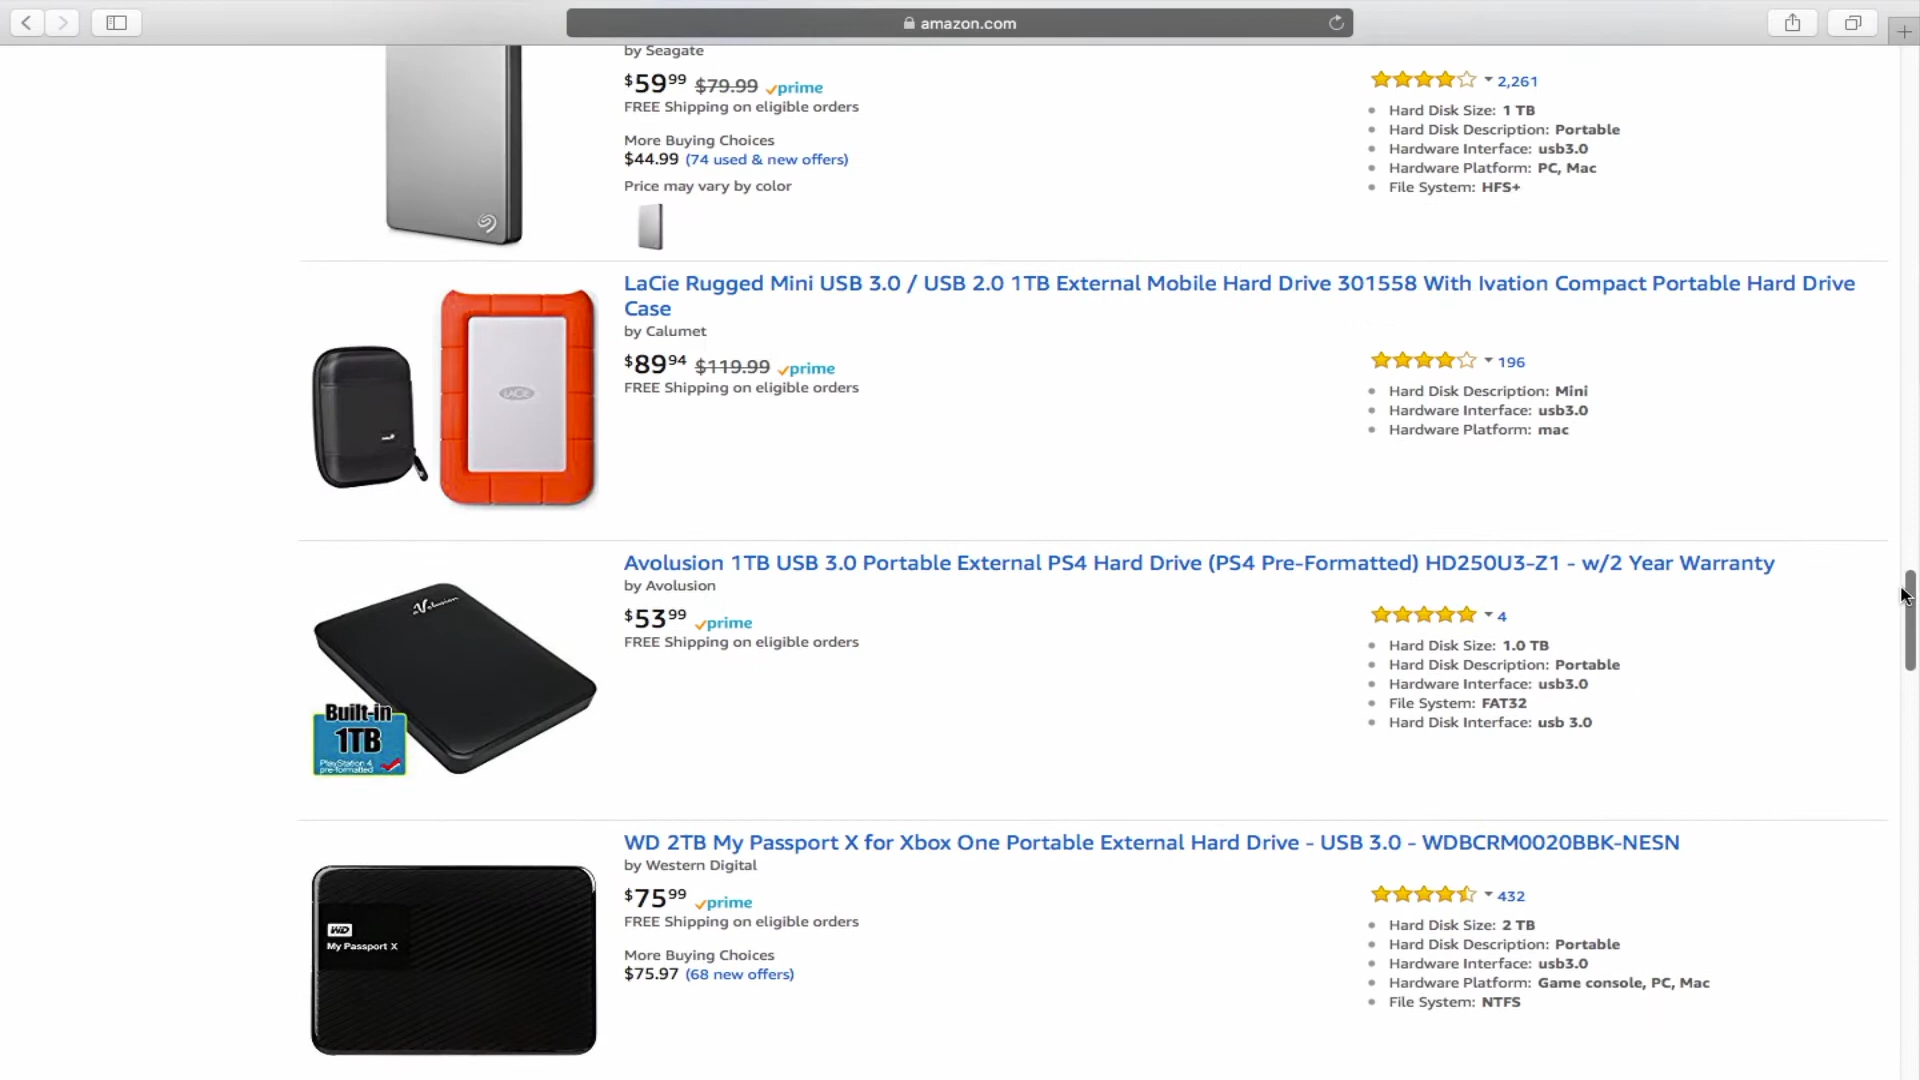 amazon.com
by Seagate
$59.99 $79.99 prime
FREE Shipping on eligible orders
More Buying Choices
$44.99 (74 used & new offers)
Price may vary by color
2,261
Hard Disk Size: 1 TB
Hard Disk Description: Portable
Hardware Interface: usb3.0
Hardware Platform: PC, Mac
File System: HFS+
LaCie Rugged Mini USB 3.0 / USB 2.0 1TB External Mobile Hard Drive 301558 With Ivation Compact Portable Hard Drive
Case
by Calumet
$89.94 $119.99 prime
FREE Shipping on eligible orders
196
Hard Disk Description: Mini
Hardware Interface: usb3.0
Hardware Platform: mac
LACIE
Avolusion 1TB USB 3.0 Portable External PS4 Hard Drive (PS4 Pre-Formatted) HD250U3-Z1 - w/2 Year Warranty
by Avolusion
$53.99 prime
FREE Shipping on eligible orders
4
Hard Disk Size: 1.0 TB
Hard Disk Description: Portable
Hardware Interface: usb3.0
File System: FAT32
Hard Disk Interface: usb 3.0
aVolusion
Built-in
1TB
PlayStation 4
pre-formatted
WD 2TB My Passport X for Xbox One Portable External Hard Drive - USB 3.0 - WDBCRM0020BBK-NESN
by Western Digital
$75.99 prime
FREE Shipping on eligible orders
More Buying Choices
$75.97 (68 new offers)
432
Hard Disk Size: 2 TB
Hard Disk Description: Portable
Hardware Interface: usb3.0
Hardware Platform: Game console, PC, Mac
File System: NTFS
WD
My Passport X